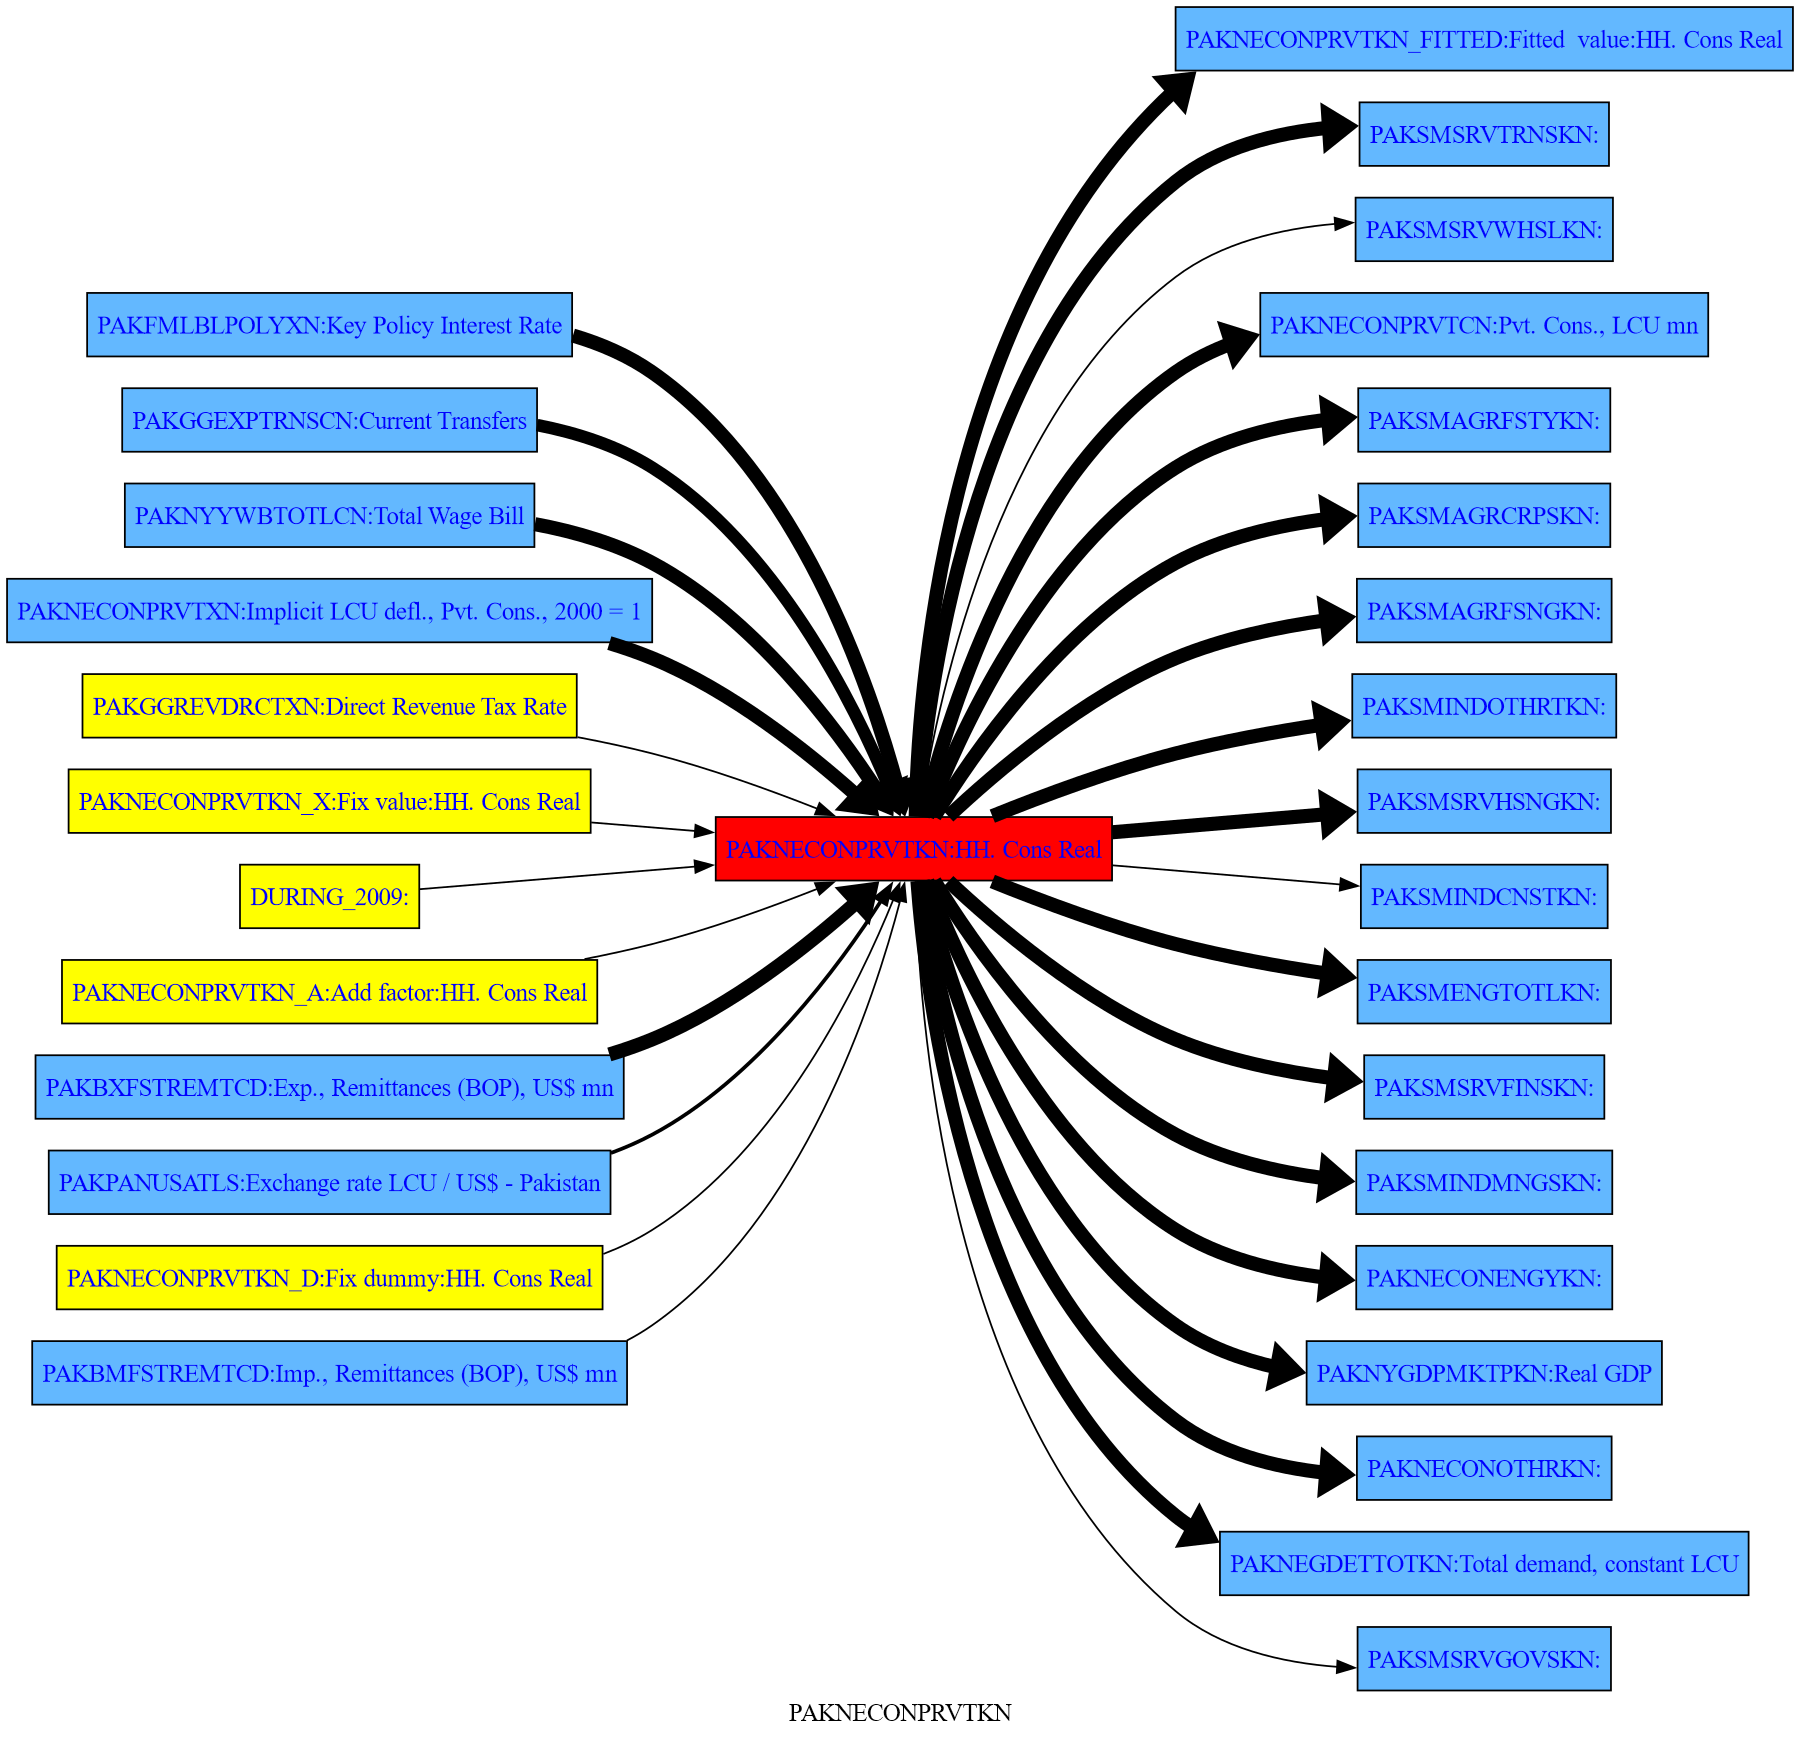 PAKNECONPRVTKN_FITTED:Fitted  value:HH. Cons Real
PAKSMSRVTRNSKN:
PAKSMSRVWHSLKN:
PAKFMLBLPOLYXN:Key Policy Interest Rate
PAKNECONPRVTCN:Pvt. Cons., LCU mn
PAKGGEXPTRNSCN:Current Transfers
PAKSMAGRFSTYKN:
PAKNYYWBTOTLCN:Total Wage Bill
PAKSMAGRCRPSKN:
PAKNECONPRVTXN:Implicit LCU defl., Pvt. Cons., 2000 = 1
PAKSMAGRFSNGKN:
PAKGGREVDRCTXN:Direct Revenue Tax Rate
PAKSMINDOTHRTKN:
PAKNECONPRVTKN_X:Fix value:HH. Cons Real
PAKSMSRVHSNGKN:
PAKNECONPRVTKN:HH. Cons Real
DURING_2009:
PAKSMINDCNSTKN:
PAKNECONPRVTKN_A:Add factor:HH. Cons Real
PAKSMENGTOTLKN:
PAKBXFSTREMTCD:Exp., Remittances (BOP), US$ mn
PAKSMSRVFINSKN:
PAKPANUSATLS:Exchange rate LCU / US$ - Pakistan
PAKSMINDMNGSKN:
PAKNECONPRVTKN_D:Fix dummy:HH. Cons Real
PAKNECONENGYKN:
PAKBMFSTREMTCD:Imp., Remittances (BOP), US$ mn
PAKNYGDPMKTPKN:Real GDP
PAKNECONOTHRKN:
PAKNEGDETTOTKN:Total demand, constant LCU
PAKSMSRVGOVSKN:
PAKNECONPRVTKN